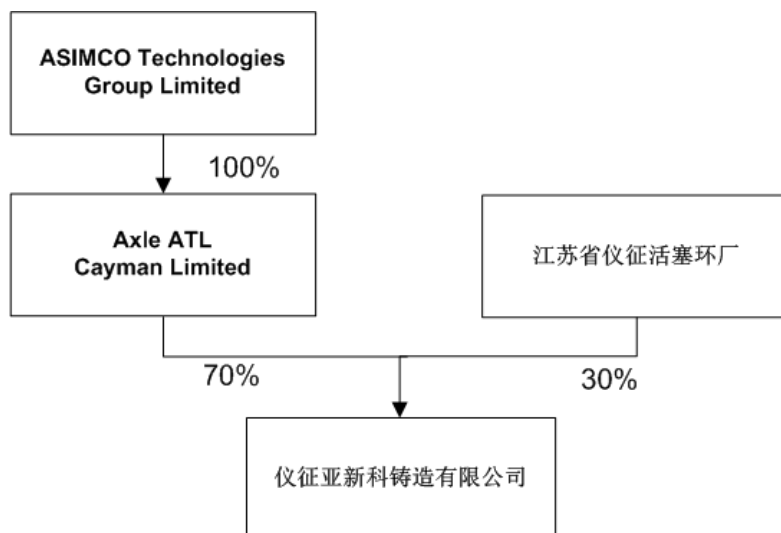 ASIMCO Technologies
Group Limited
100%
Axle ATL
Cayman Limited
江苏省仪征活塞环厂
70%
30%
仪征亚新科铸造有限公司